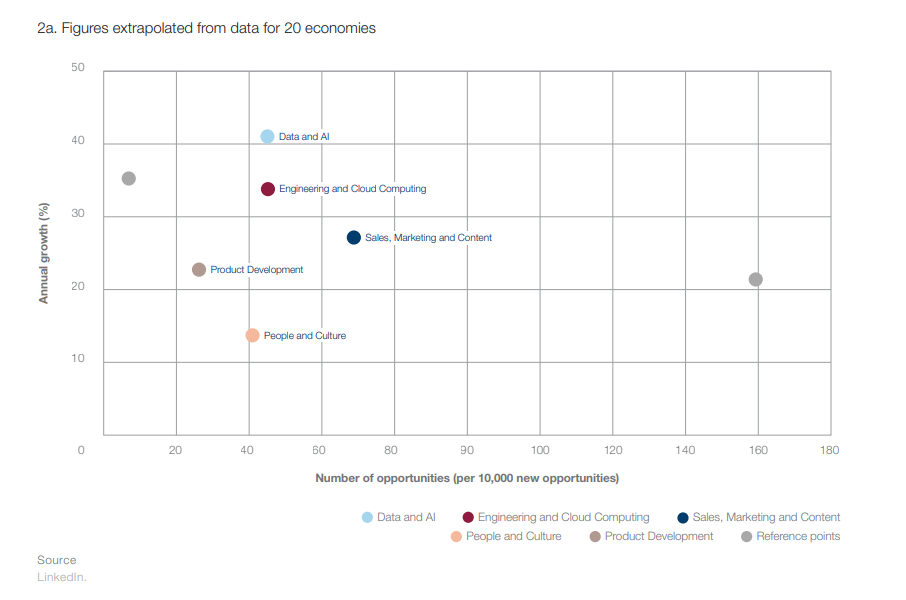 2a. Figures extrapolated from data for 20 economies
50
40
30
20
10
0
Annual growth (%)
Data and AI
Engineering and Cloud Computing
Sales, Marketing and Content
Product Development
People and Culture
20 40 60 80 90 100 120 140 160 180
Number of opportunities (per 10,000 new opportunities)
Data and AI Engineering and Cloud Computing Sales, Marketing and Content
People and Culture Product Development Reference points
Source
LinkedIn.